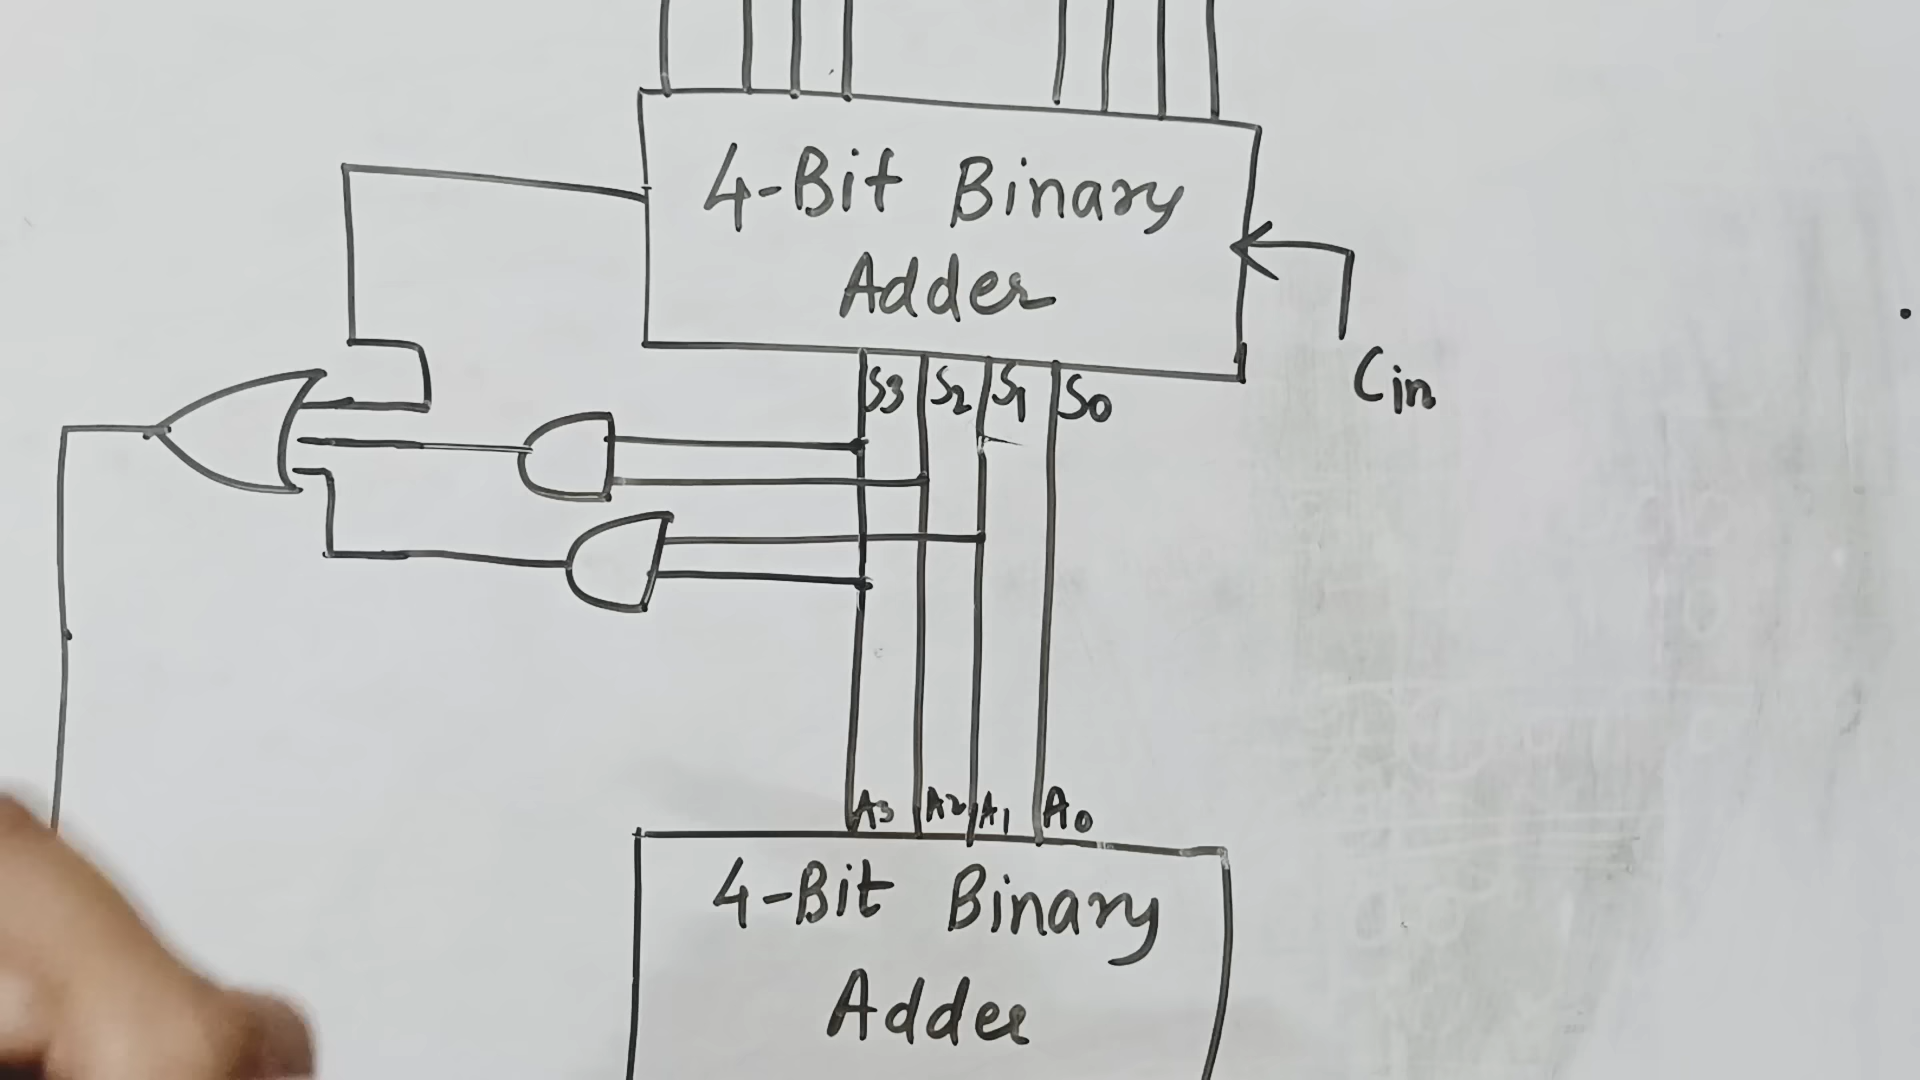 4-Bit Binary
Adder
Cin
S3 S2 S1 S0
A3 A2 A1 A0
4-Bit Binary
Adder